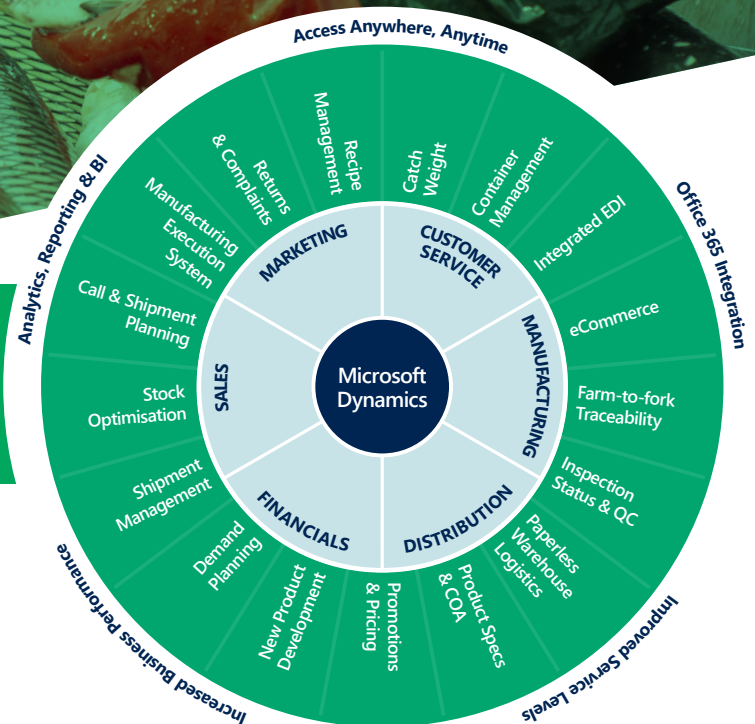 Access Anywhere, Anytime
Office 365 Integration
Improved Service Levels
Increased Business Performance
Analytics, Reporting & BI
Catch
Weight
Container
Management
Integrated EDI
eCommerce
Farm-to-fork
Traceability
Inspection
Status & QC
Paperless
Warehouse
Logistics
Product Specs
& COA
Promotions
& Pricing
New Product
Development
Demand
Planning
Shipment
Management
Stock
Optimisation
Call & Shipment
Planning
Manufacturing
Execution
System
Returns
& Complaints
Recipe
Management
MARKETING
CUSTOMER
SERVICE
MANUFACTURING
DISTRIBUTION
FINANCIALS
SALES
Microsoft
Dynamics